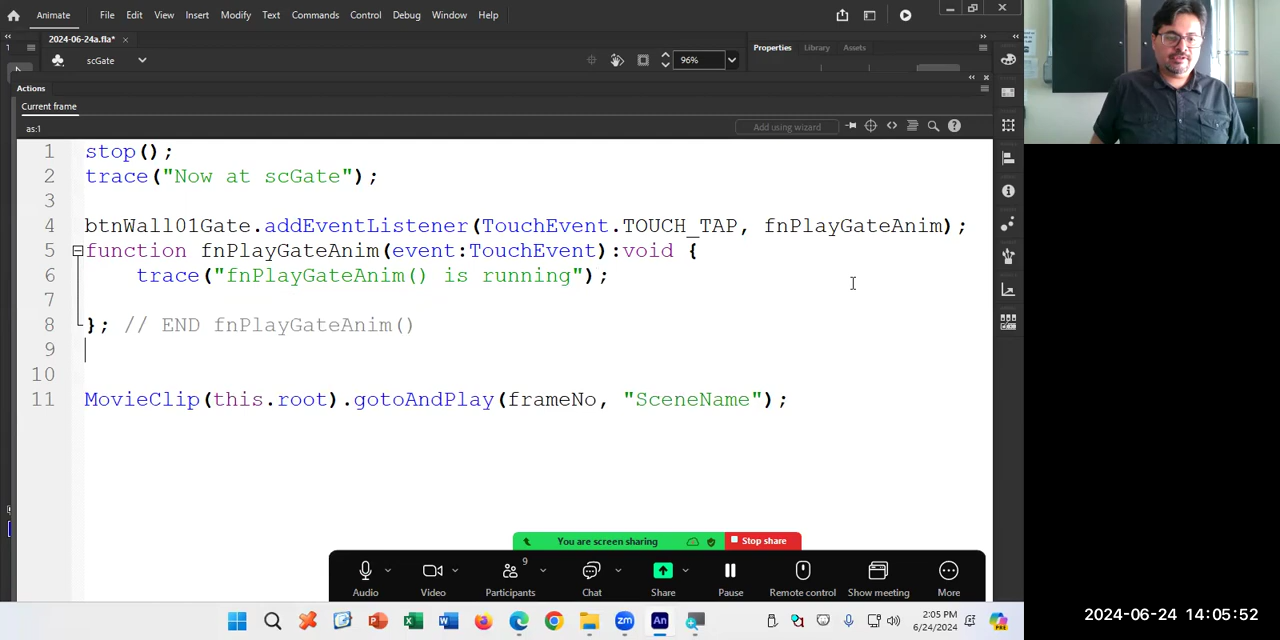 Animate File Edit View Insert Modify Text Commands Control Debug Window Help
2024-06-24a.fla* ×
scGate 96% Properties Library Assets
Actions
Current frame
as:1 Add using wizard
1 stop();
2 trace("Now at scGate");
3
4 btnWall01Gate.addEventListener(TouchEvent.TOUCH_TAP, fnPlayGateAnim);
5 function fnPlayGateAnim(event:TouchEvent):void {
6 trace("fnPlayGateAnim() is running");
7
8 }; // END fnPlayGateAnim()
9
10
11 MovieClip(this.root).gotoAndPlay(frameNo, "SceneName");
You are screen sharing Stop share
9
Audio Video Participants Chat Share Pause Remote control Show meeting More
2:05 PM
6/24/2024
2024-06-24 14:05:52